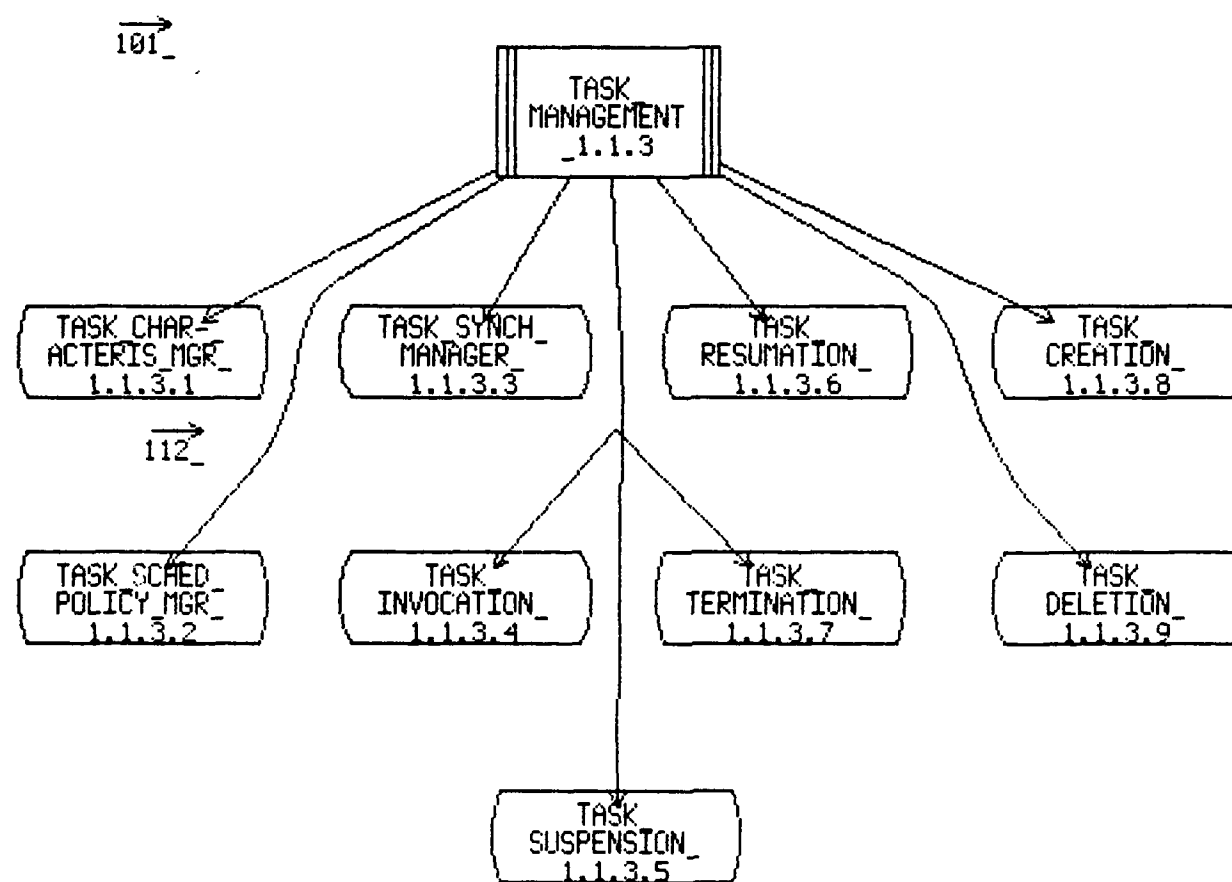 101_
TASK_
MANAGEMENT
_1.1.3
TASK_CHAR-
ACTERIS_MGR_
1.1.3.1
TASK_SYNCH_
MANAGER_
1.1.3.3
TASK_
RESUMATION_
1.1.3.6
TASK_
CREATION_
1.1.3.8
112_
TASK_SCHED_
POLICY_MGR_
1.1.3.2
TASK_
INVOCATION_
1.1.3.4
TASK_
TERMINATION_
1.1.3.7
TASK_
DELETION_
1.1.3.9
TASK_
SUSPENSION_
1.1.3.5